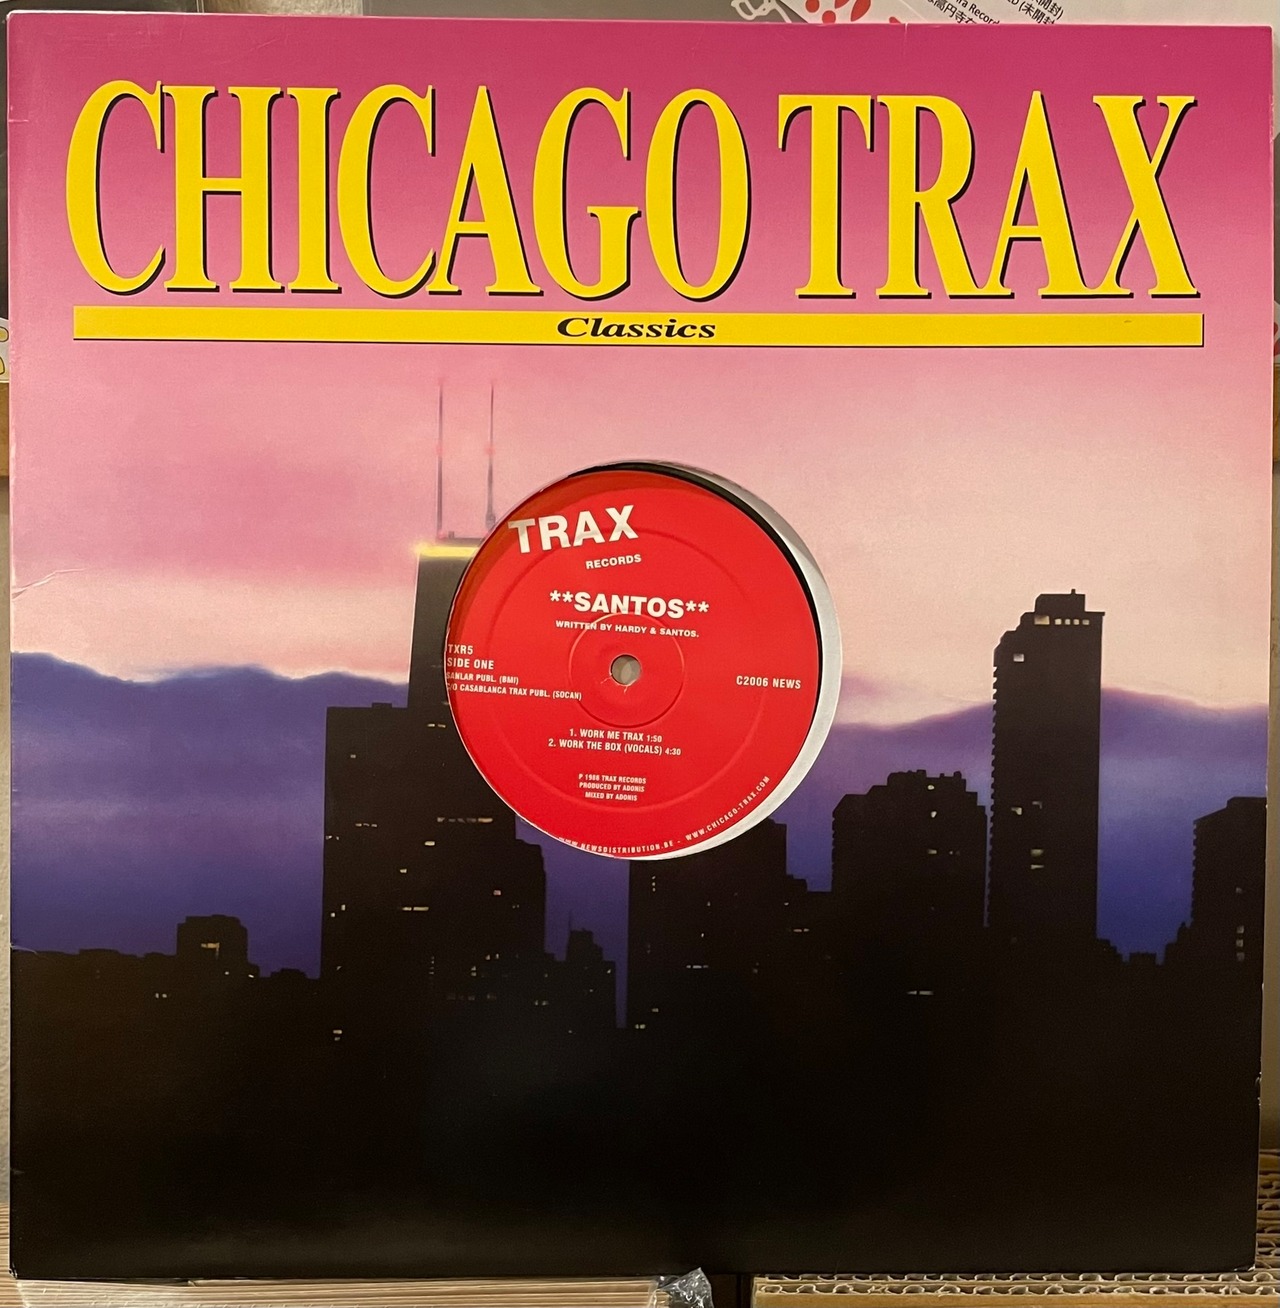 CHICAGO TRAX
Classics
TRAX
RECORDS
**SANTOS**
WRITTEN BY HARDY & SANTOS.
TXR5
SIDE ONE
SANLAR PUBL. (BMI)
C/O CASABLANCA TRAX PUBL. (SOCAN)
C2006 NEWS
1. WORK ME TRAX 1:50
2. WORK THE BOX (VOCALS) 4:30
P 1986 TRAX RECORDS
PRODUCED BY ADONIS
MIXED BY ADONIS
WWW.NEWSDISTRIBUTION.BE - WWW.CHICAGO-TRAX.COM